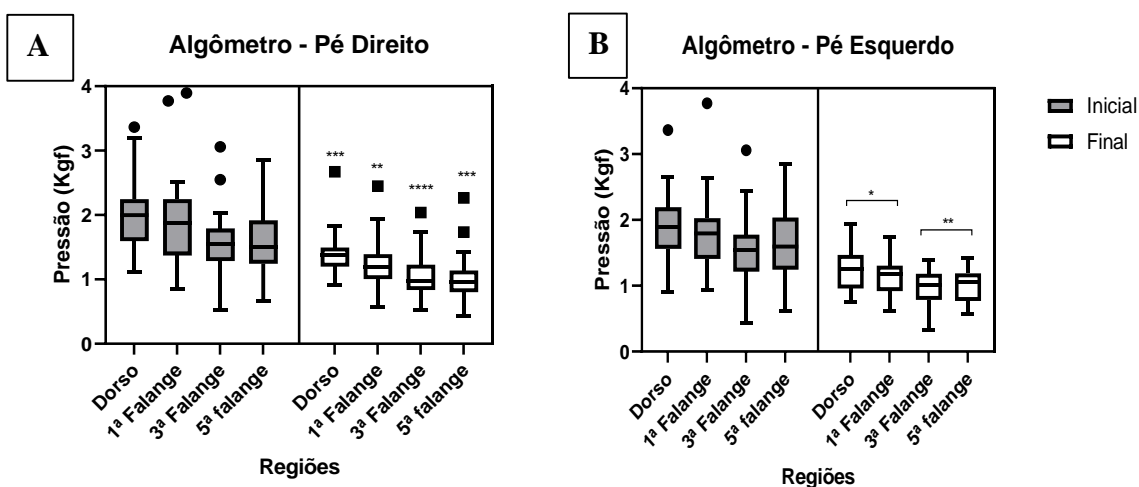 A
Algômetro - Pé Direito
Pressão (Kgf)
4
3
2
1
0
***
**
****
***
Dorso
1ª Falange
3ª Falange
5ª falange
Dorso
1ª Falange
3ª Falange
5ª falange
Regiões
B
Algômetro - Pé Esquerdo
Pressão (Kgf)
4
3
2
1
0
*
**
Dorso
1ª Falange
3ª Falange
5ª falange
Dorso
1ª Falange
3ª Falange
5ª falange
Regiões
Inicial
Final